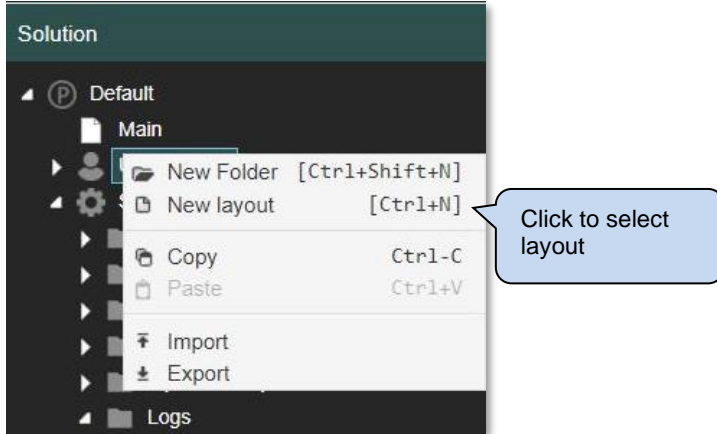 Solution
Default
Main
New Folder [Ctrl+Shift+N]
New layout [Ctrl+N]
Click to select
layout
Copy Ctrl-C
Paste Ctrl+V
Import
Export
Logs